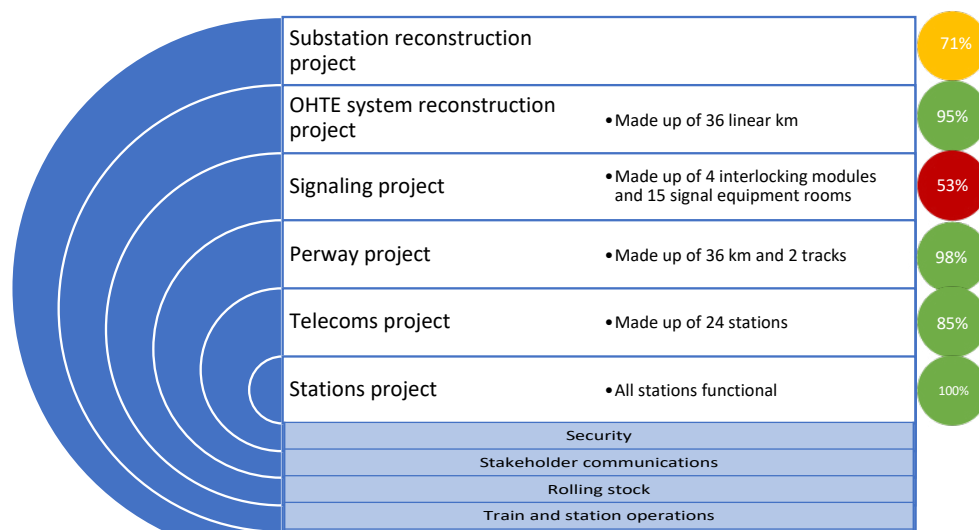 Substation reconstruction
project
71%
OHTE system reconstruction
project
•Made up of 36 linear km
95%
Signaling project
•Made up of 4 interlocking modules
and 15 signal equipment rooms
53%
Perway project
•Made up of 36 km and 2 tracks
98%
Telecoms project
•Made up of 24 stations
85%
Stations project
•All stations functional
100%
Security
Stakeholder communications
Rolling stock
Train and station operations